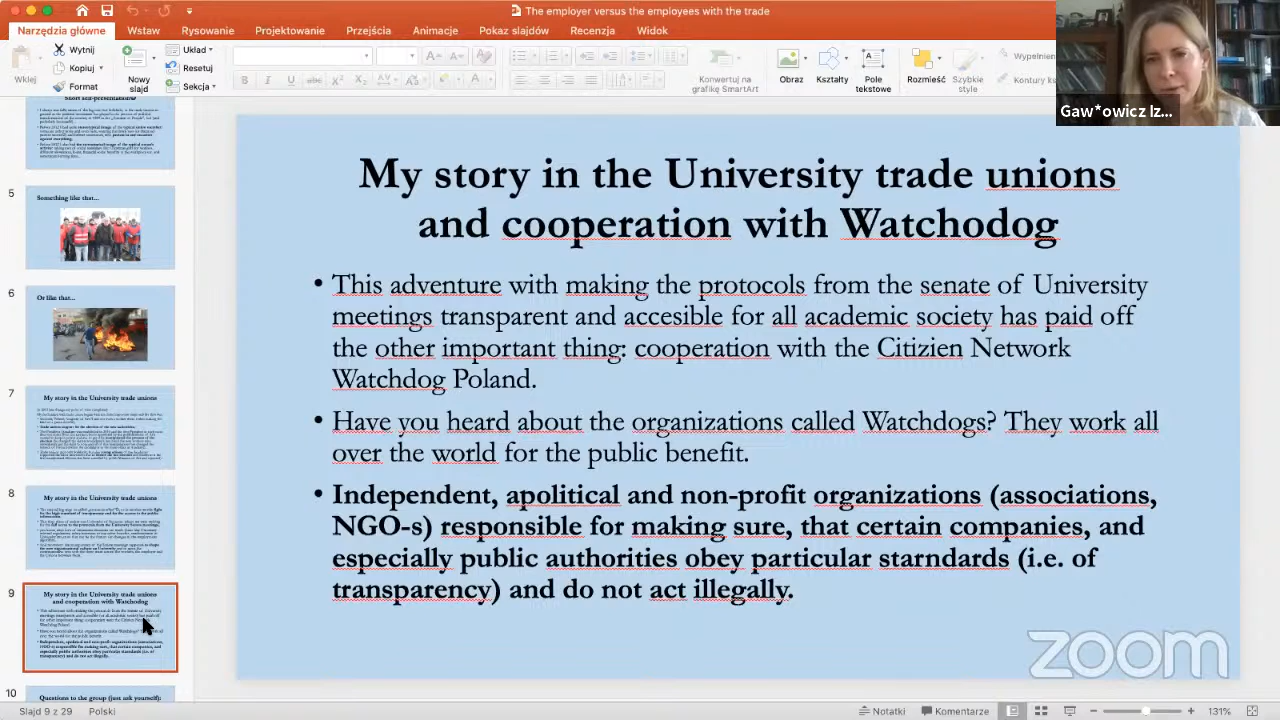 The employer versus the employees with the trade
Narzędzia główne Wstaw Rysowanie Projektowanie Przejścia Animacje Pokaz slajdów Recenzja Widok
Wklej
Wytnij
Kopiuj
Format
Nowy
slajd
Układ
Resetuj
Sekcja
Konwertuj na
grafikę SmartArt
Obraz
Kształty
Pole
tekstowe
Rozmieść
Szybkie
style
Wypełnien
Gaw*owicz Iz...
5
Something like that...
6
Or like that...
7
My story in the University trade unions
8
My story in the University trade unions
9
My story in the University trade unions
and cooperation with Watchodog
10
Questions to the group (just ask yourself):
My story in the University trade unions
and cooperation with Watchodog
• This adventure with making the protocols from the senate of University
meetings transparent and accesible for all academic society has paid off
the other important thing: cooperation with the Citizien Network
Watchdog Poland.
• Have you heard about the organizations called Watchdogs? They work all
over the world for the public benefit.
• Independent, apolitical and non-profit organizations (associations,
NGO-s) responsible for making sure, that certain companies, and
especially public authorities obey particular starndards (i.e. of
transparency) and do not act illegally.
zoom
Slajd 9 z 29 Polski
Notatki Komentarze 131%